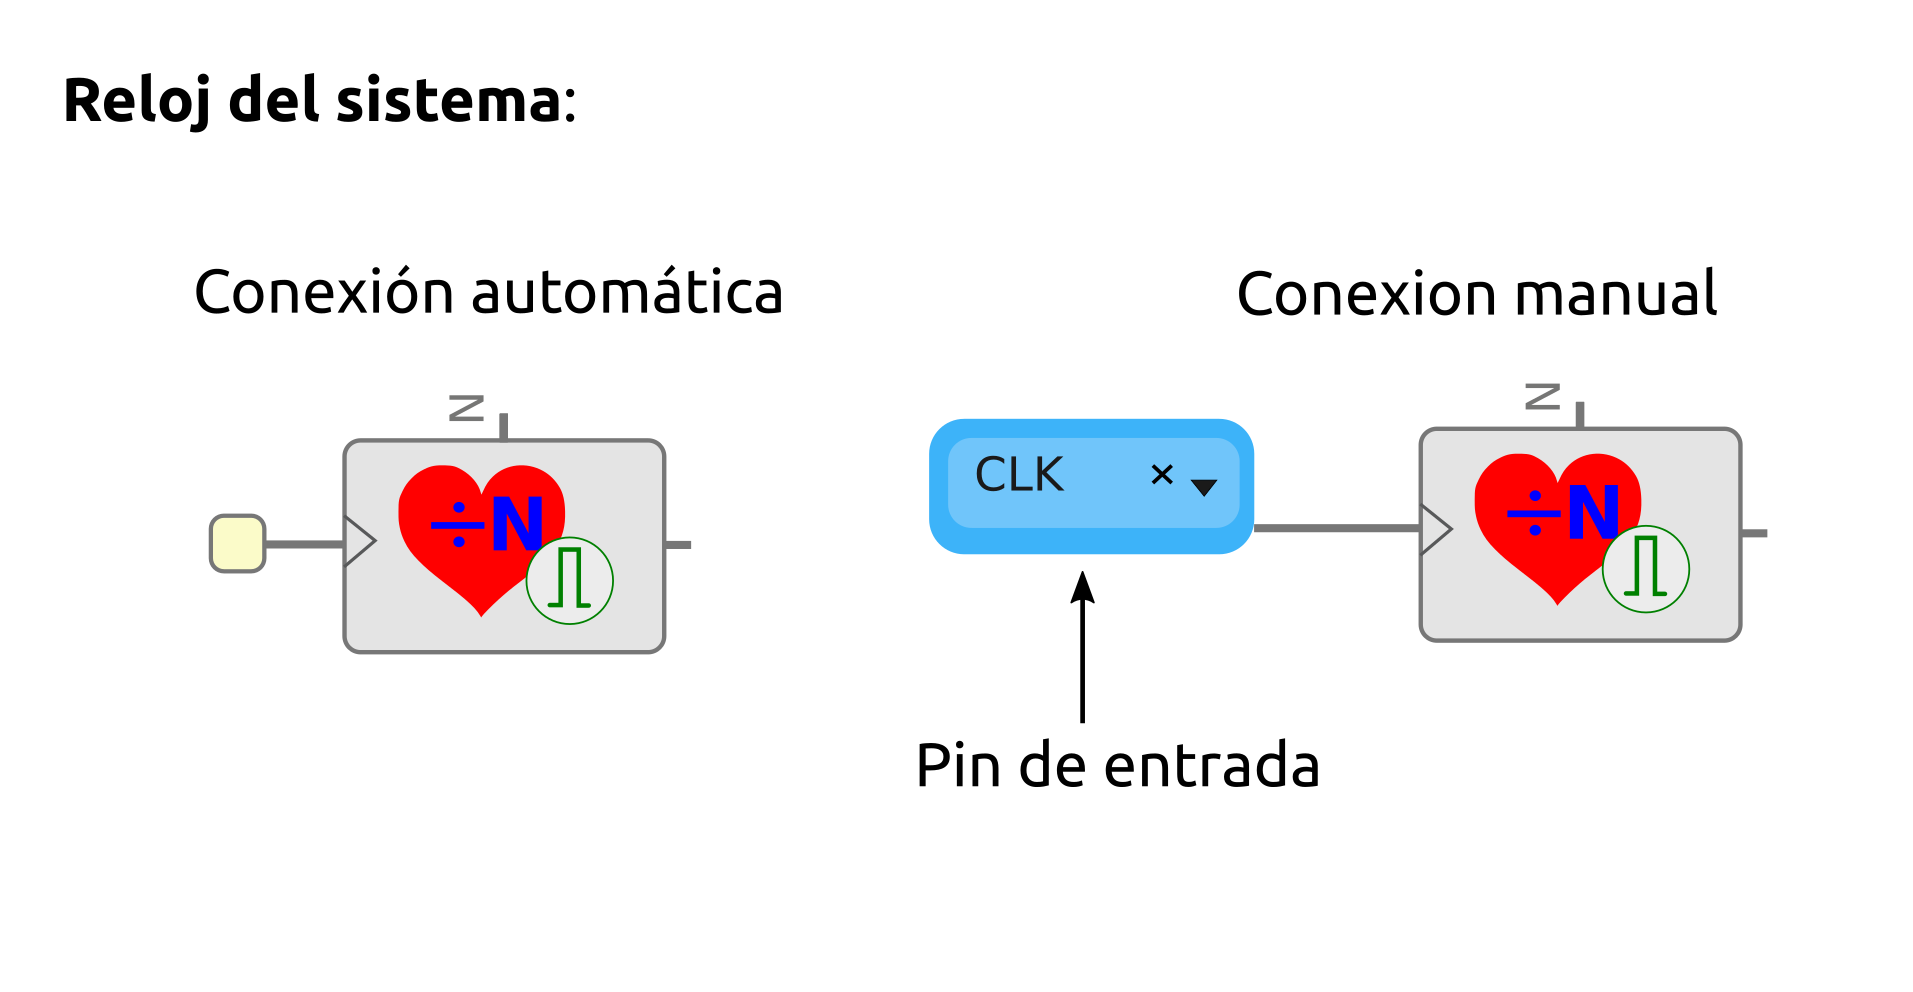 Reloj del sistema:
Conexión automática
Conexion manual
N
N
÷N
CLK ×
÷N
Pin de entrada